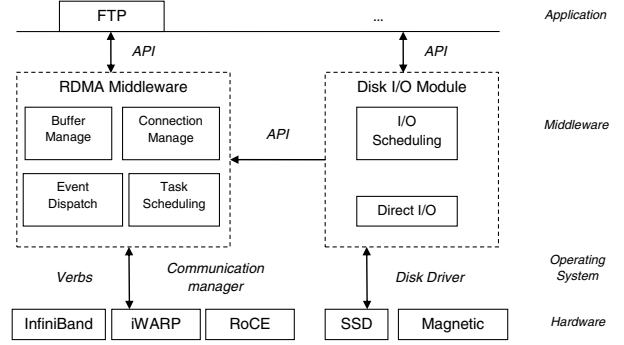 FTP
...
Application
API
API
RDMA Middleware
Disk I/O Module
Buffer
Manage
Connection
Manage
API
I/O
Scheduling
Middleware
Event
Dispatch
Task
Scheduling
Direct I/O
Verbs
Communication
manager
Disk Driver
Operating
System
InfiniBand
iWARP
RoCE
SSD
Magnetic
Hardware